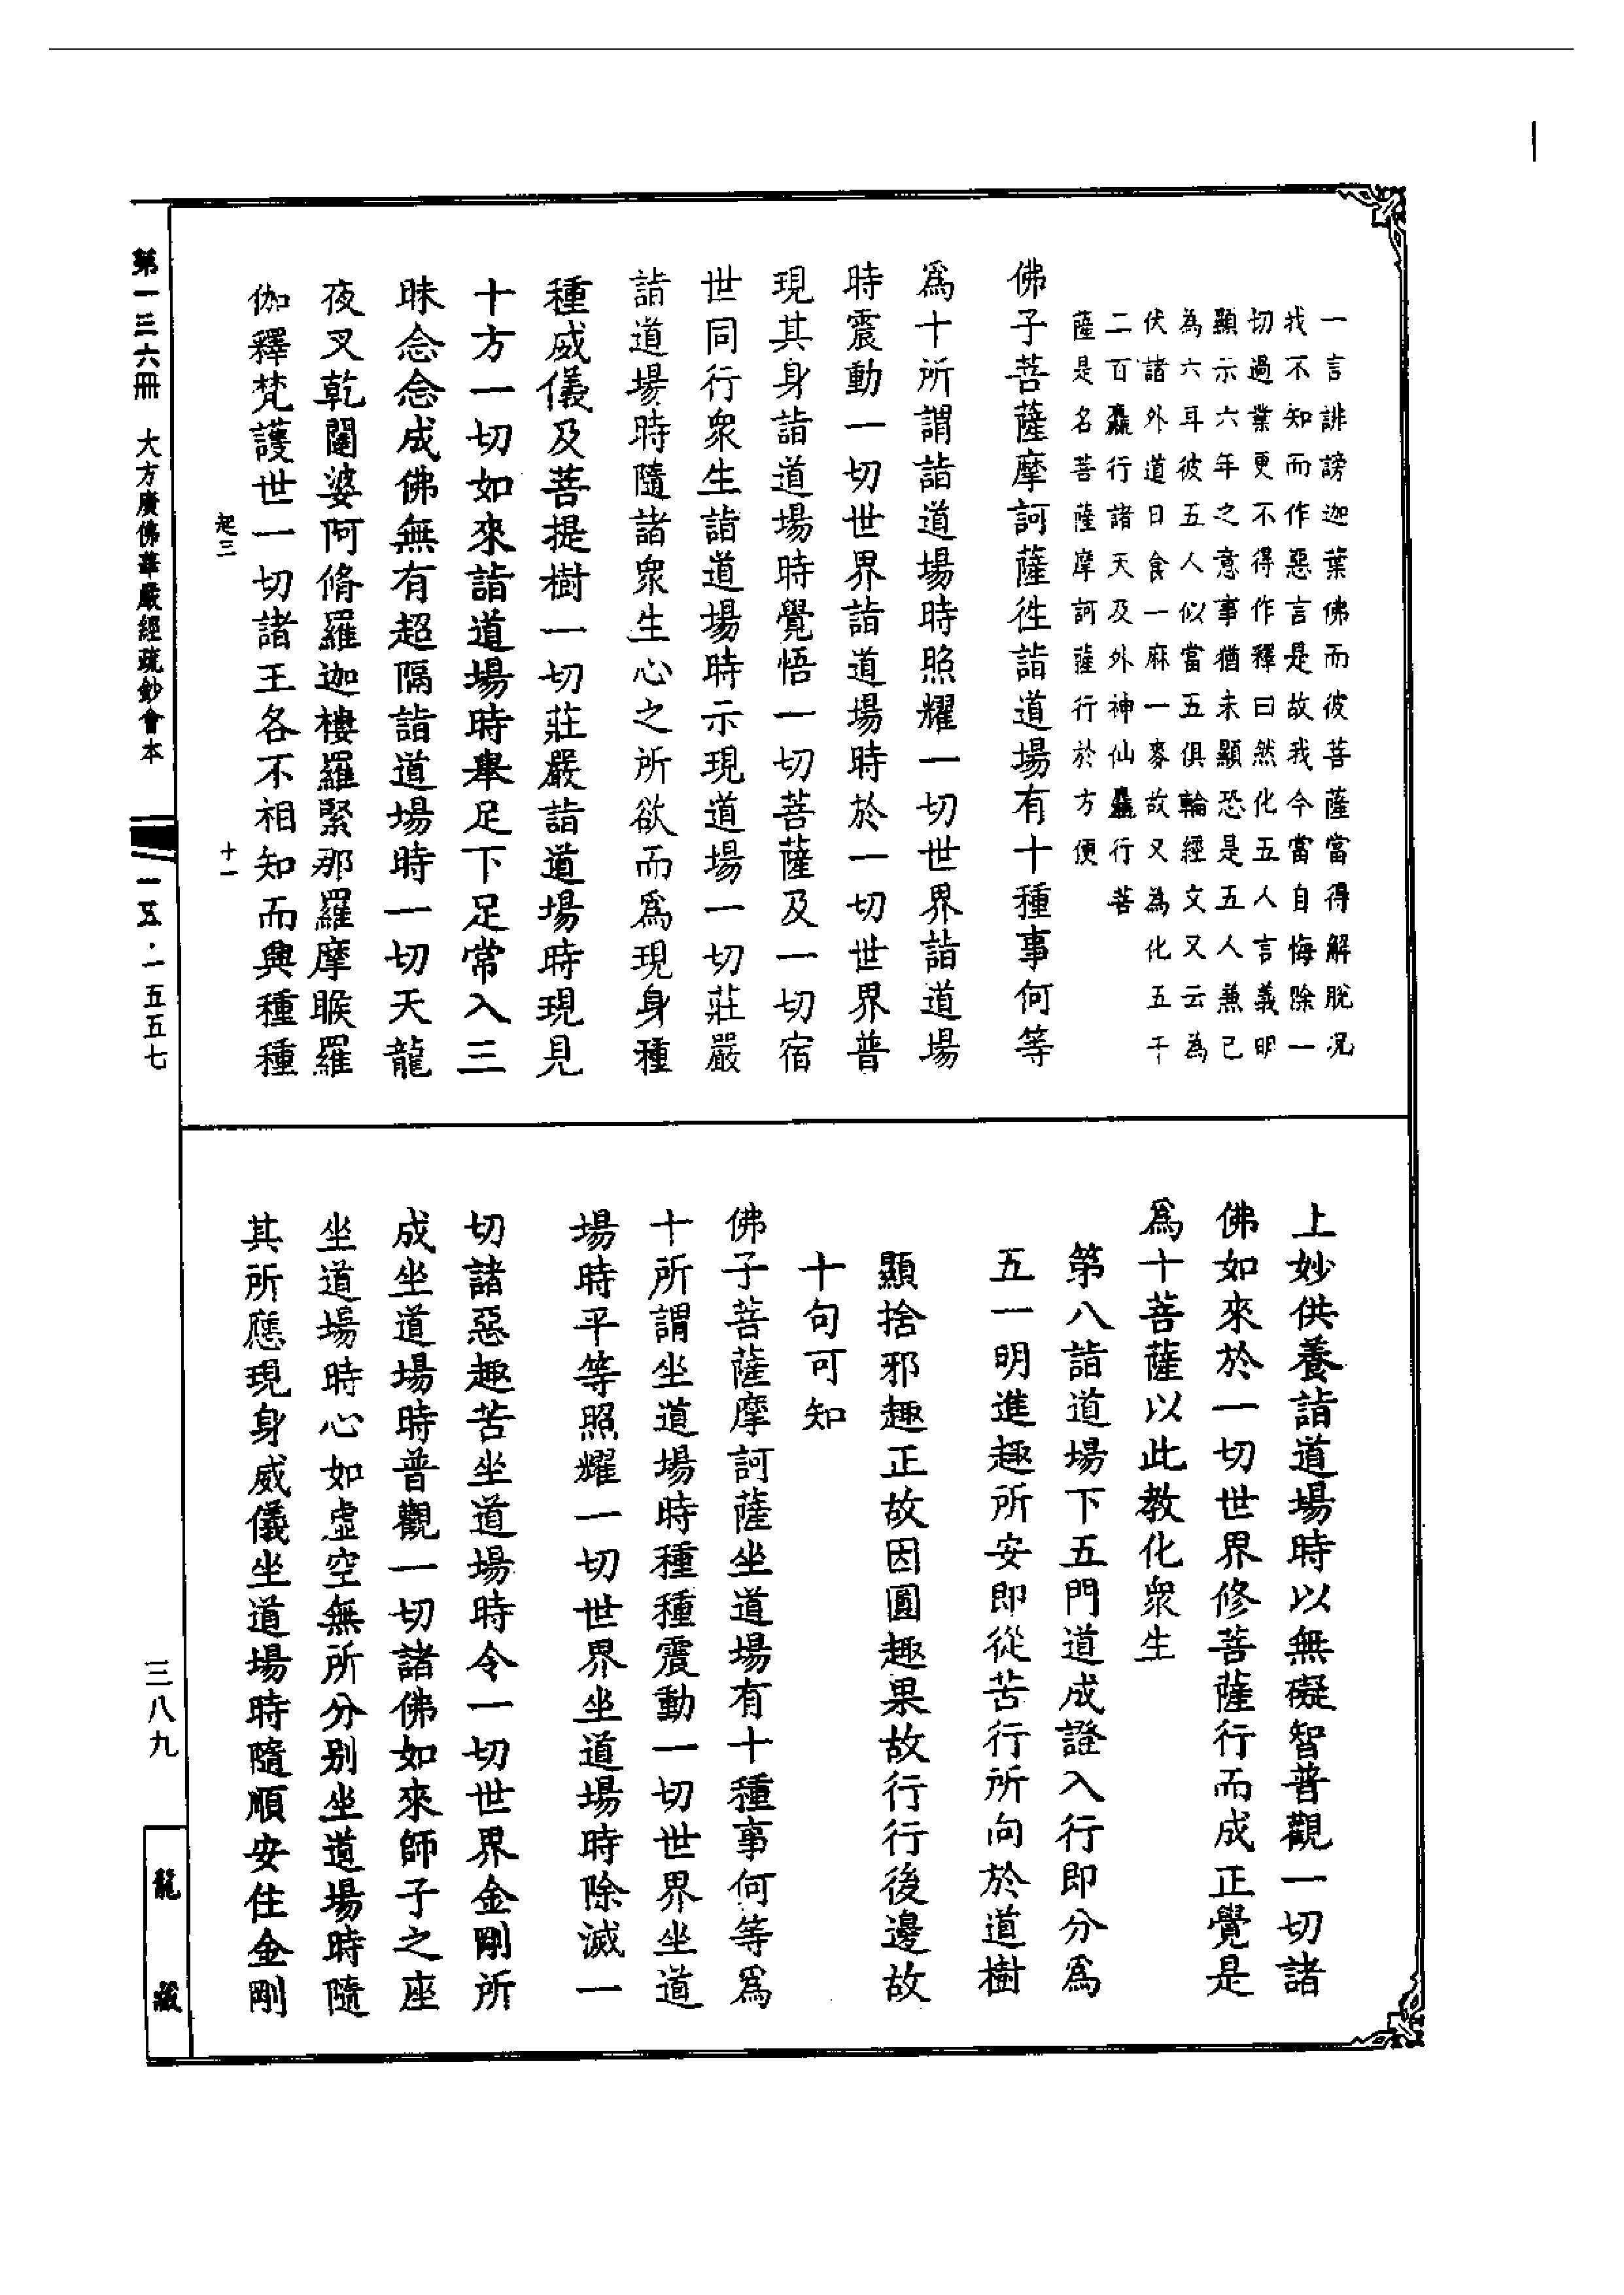 一言誹謗迦葉佛而彼菩薩當得解脫況
我不知而作惡言是故我今當自悔除一
切過業更不得作釋曰然化五人言義明
顯示六年之意事猶未顯恐是五人兼己
為六耳彼五人似當五俱輪經文又云為
伏諸外道日食一麻一麥故又為化五千
二百麤行諸天及外神仙麤行菩
薩是名菩薩摩訶薩行於方便
佛子菩薩摩訶薩徃詣道場有十種事何等
爲十所謂詣道場時照耀一切世界詣道場
時震動一切世界詣道場時於一切世界普
現其身詣道場時覺悟一切菩薩及一切宿
世同行衆生詣道場時示現道場一切莊嚴
詣道場時隨諸衆生心之所欲而爲現身種
種威儀及菩提樹一切莊嚴詣道場時現見
十方一切如來詣道場時舉足下足常入三
昧念念成佛無有超隔詣道場時一切天龍
夜叉乾闥婆阿脩羅迦樓羅緊那羅摩睺羅
伽釋梵護世一切諸王各不相知而興種種
起三
十一
上妙供養詣道場時以無礙智普觀一切諸
佛如來於一切世界修菩薩行而成正覺是
爲十菩薩以此教化衆生
第八詣道場下五門道成證入行即分爲
五一明進趣所安即從苦行所向於道樹
顯捨邪趣正故因圓趣果故行行後邊故
十句可知
佛子菩薩摩訶薩坐道場有十種事何等爲
十所謂坐道場時種種震動一切世界坐道
場時平等照耀一切世界坐道場時除滅一
切諸惡趣苦坐道場時令一切世界金剛所
成坐道場時普觀一切諸佛如來師子之座
坐道場時心如虛空無所分別坐道場時隨
其所應現身威儀坐道場時隨順安住金剛
第一三六冊
大方廣佛華嚴經疏鈔會本
一五·一五五七
三八九
龍藏